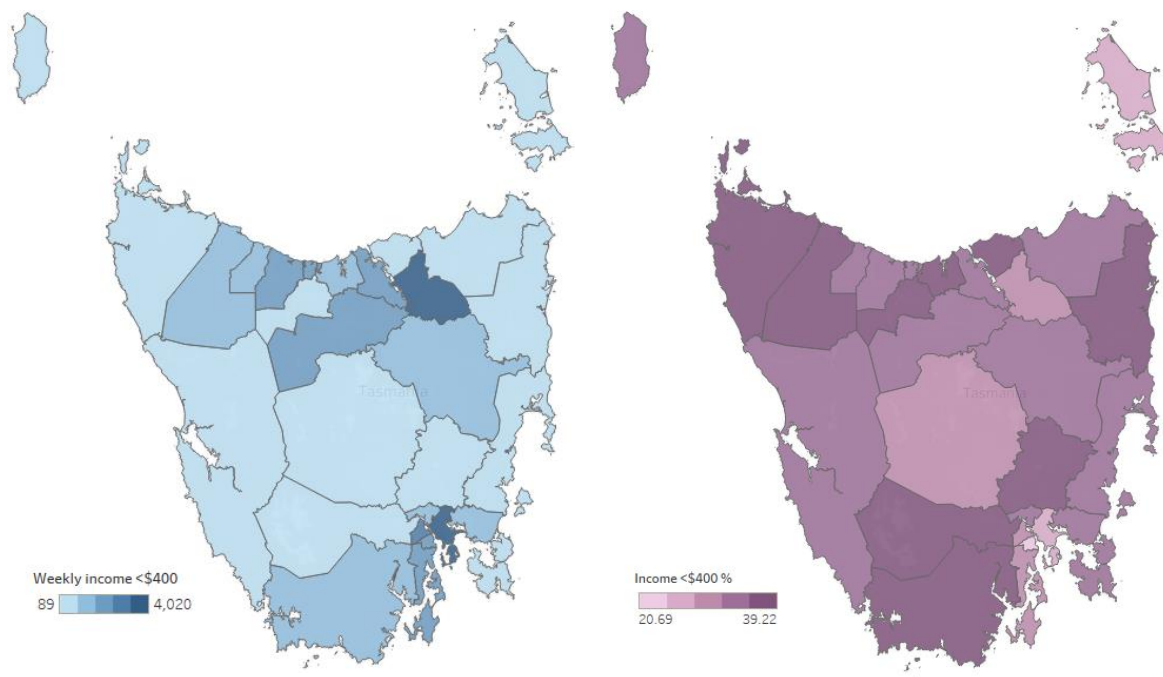 Tasmania
Tasmania
Weekly income <$400
89 4,020
Income <$400 %
20.69 39.22